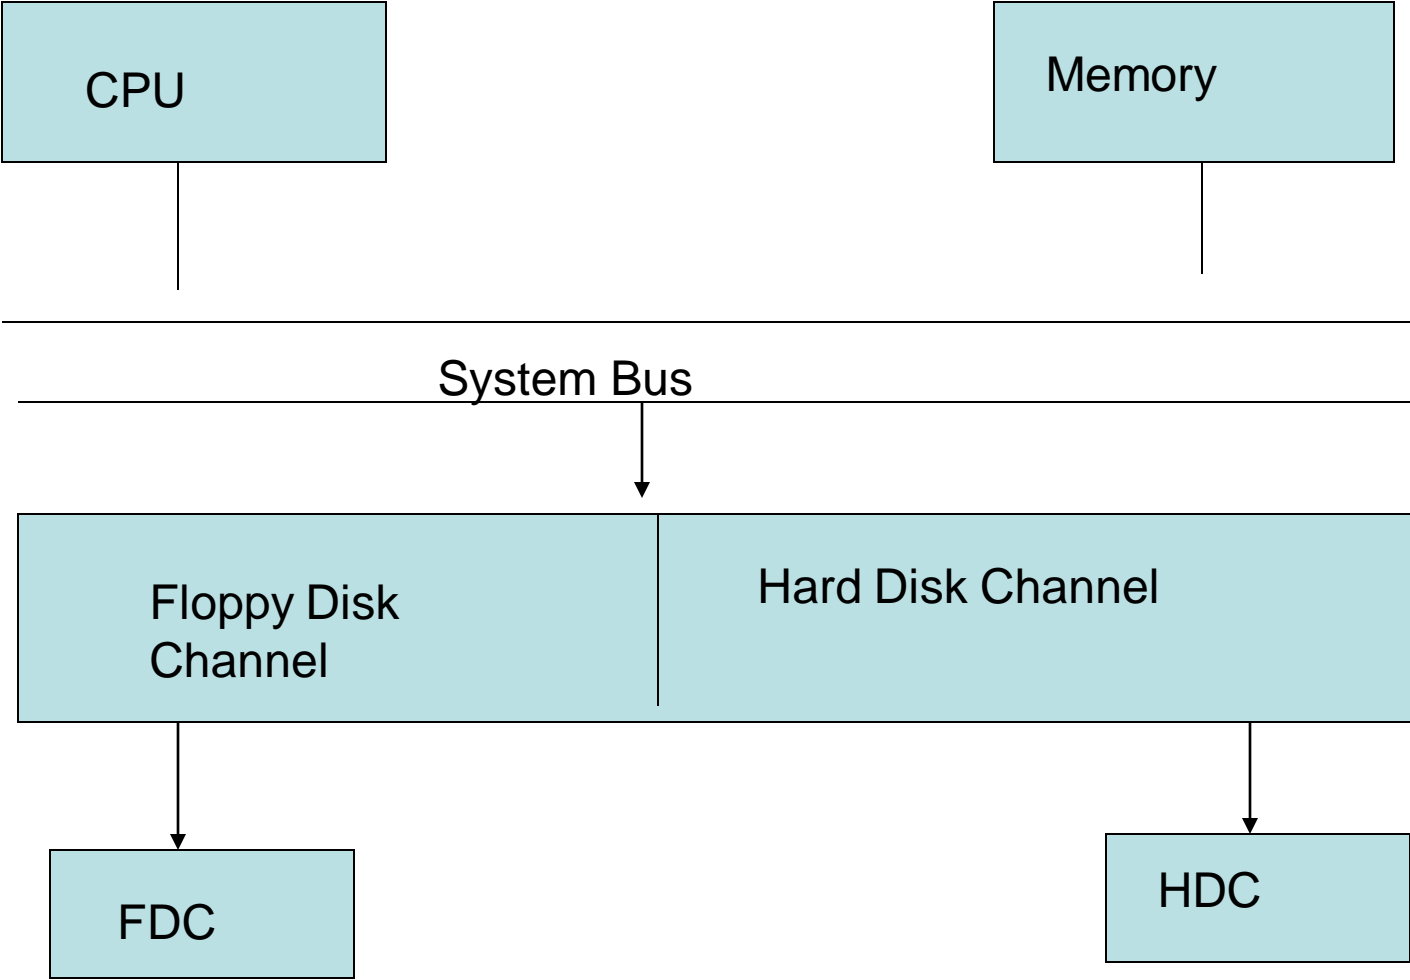 CPU
Memory
System Bus
Floppy Disk
Channel
Hard Disk Channel
FDC
HDC